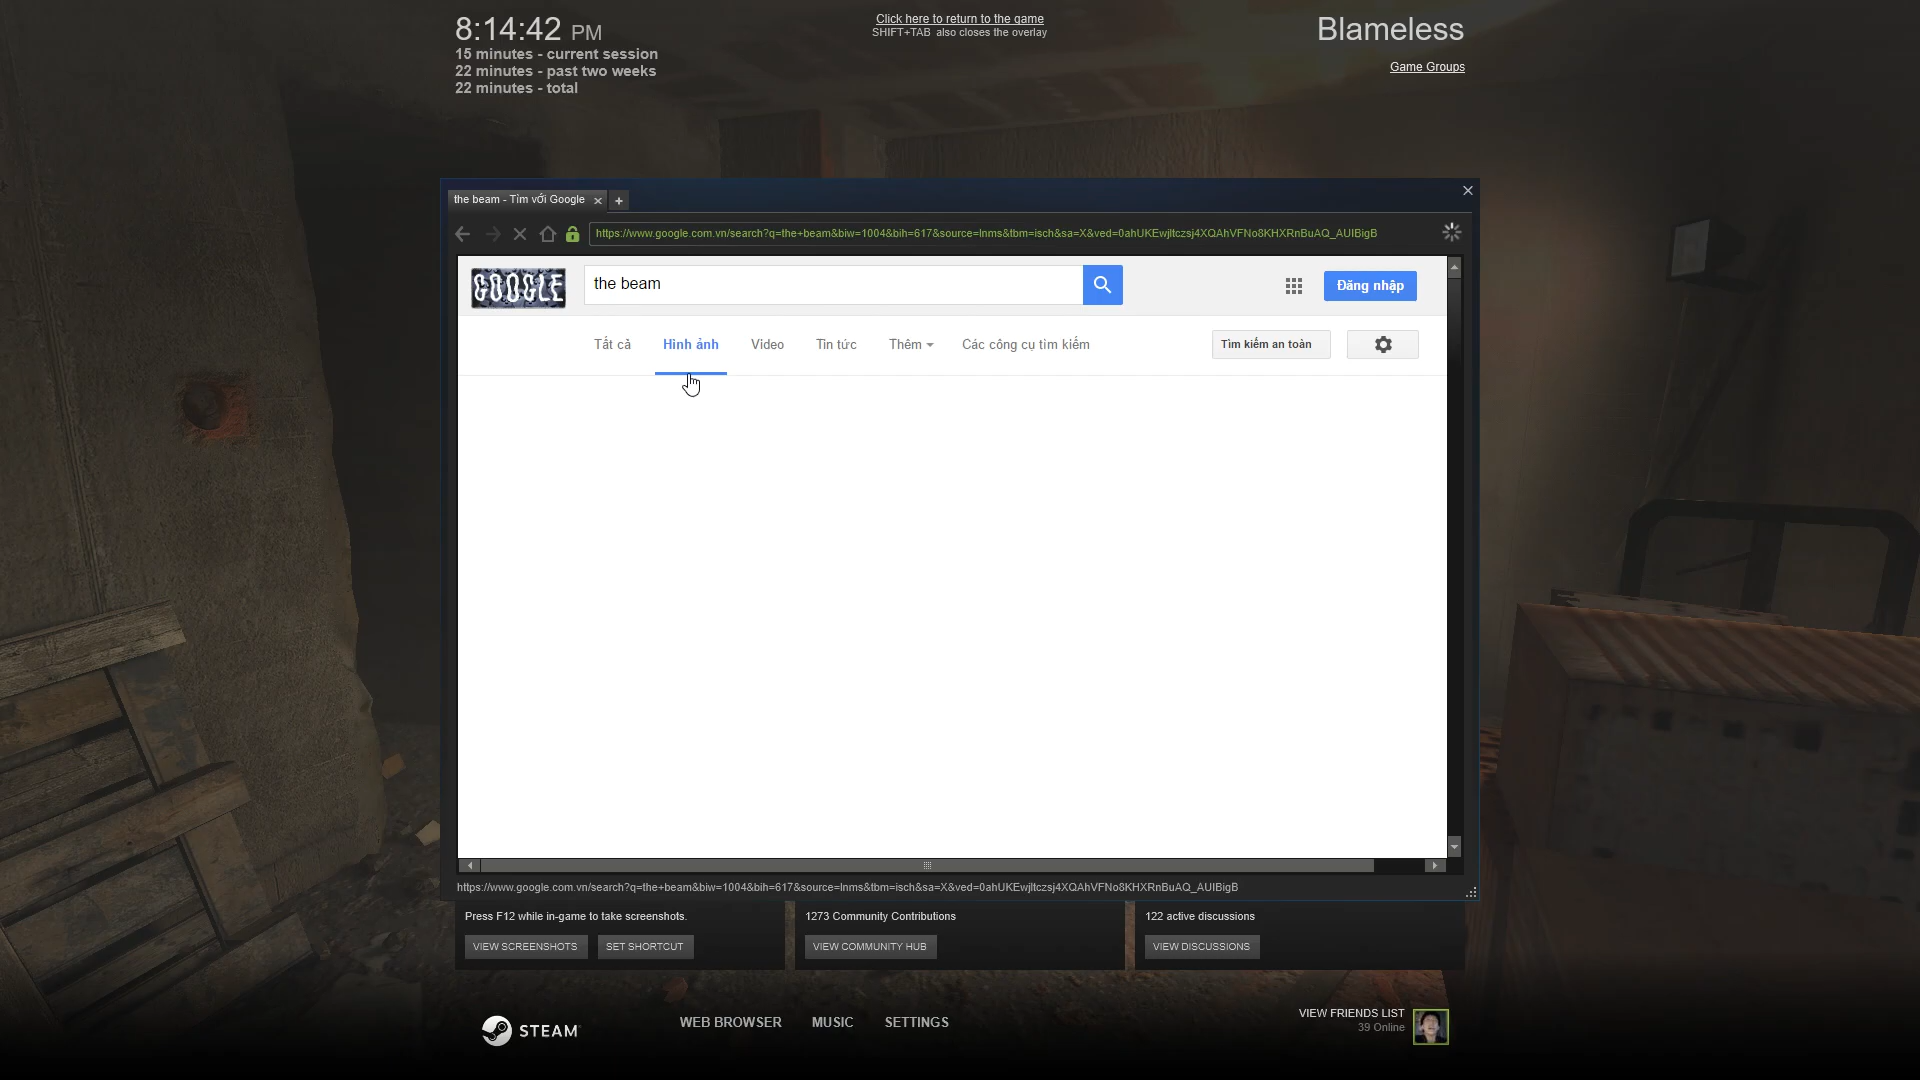 8:14:42 PM
15 minutes - current session
22 minutes - past two weeks
22 minutes - total
Click here to return to the game
SHIFT+TAB also closes the overlay
Blameless
Game Groups
the beam - Tìm với Google
https://www.google.com.vn/search?q=the+beam&biw=1004&bih=617&source=lnms&tbm=isch&sa=X&ved=0ahUKEwjltczsj4XQAhVFNo8KHXRnBuAQ_AUIBigB
GOOGLE
the beam
Đăng nhập
Tất cả
Hình ảnh
Video
Tin tức
Thêm
Các công cụ tìm kiếm
Tìm kiếm an toàn
https://www.google.com.vn/search?q=the+beam&biw=1004&bih=617&source=lnms&tbm=isch&sa=X&ved=0ahUKEwjltczsj4XQAhVFNo8KHXRnBuAQ_AUIBigB
Press F12 while in-game to take screenshots.
VIEW SCREENSHOTS
SET SHORTCUT
1273 Community Contributions
VIEW COMMUNITY HUB
122 active discussions
VIEW DISCUSSIONS
STEAM
WEB BROWSER
MUSIC
SETTINGS
VIEW FRIENDS LIST
39 Online